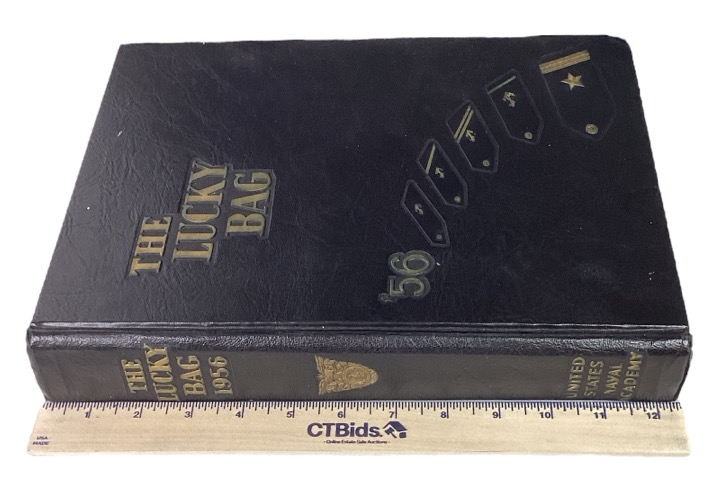 THE
LUCKY
BAG
'56
THE
LUCKY
BAG
1956
UNITED
STATES
NAVAL
ACADEMY
1 2 3 4 5 6 7 8 9 10 11 12
USA
MADE
CTBids.
- Online Estate Sale Auctions -